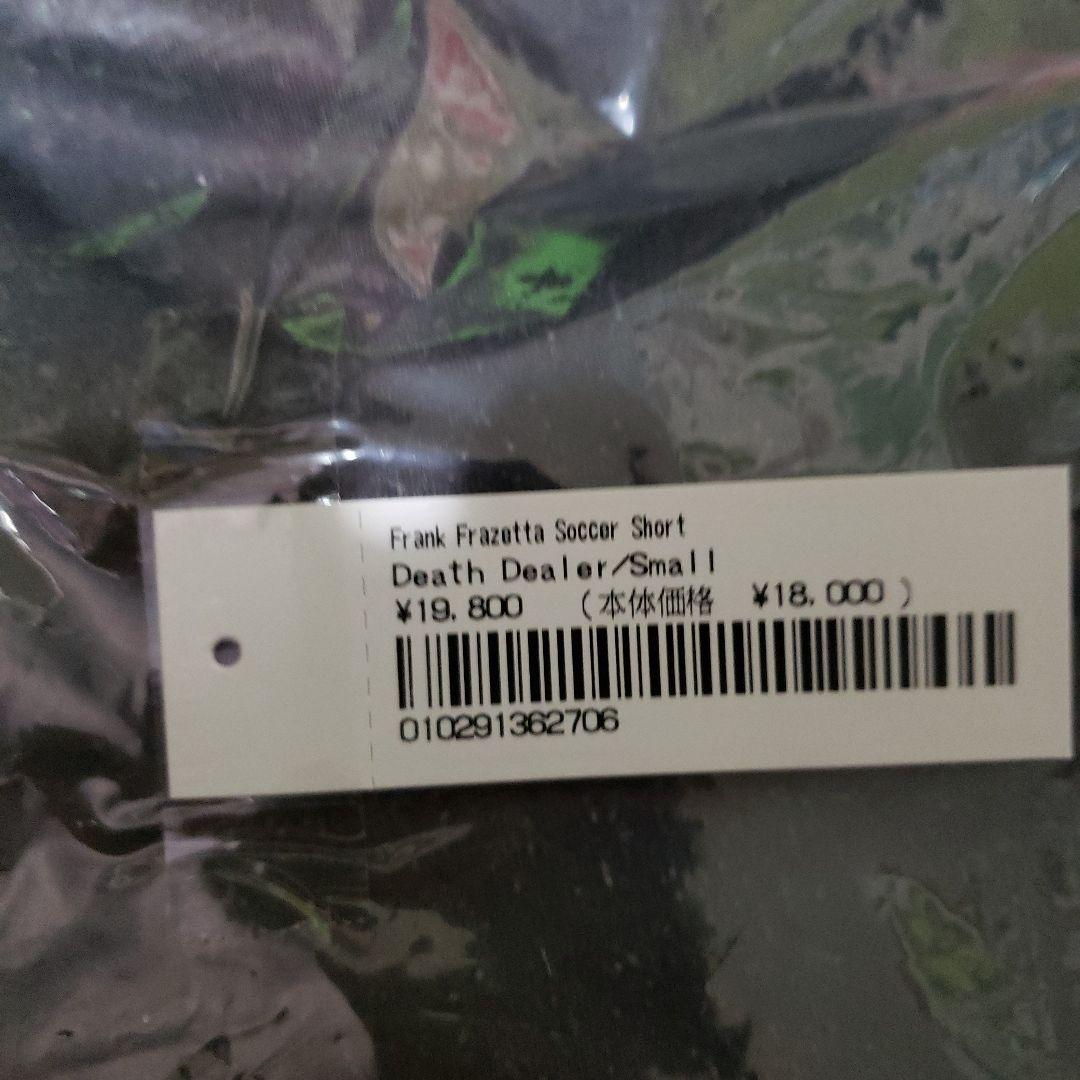 Frank Frazetta Soccer Short
Death Dealer/Small
¥19.800 (本体価格 ¥18.000 )
010291362706